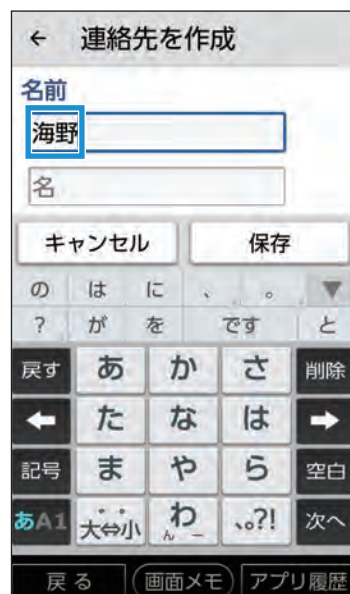 ← 連絡先を作成
名前
海野
名
キャンセル 保存
の は に 、 。 ▼
? が を です と
戻す あ か さ 削除
← た な は →
記号 ま や ら 空白
あA1 大⇔小 わ ん ー 、。?! 次へ
戻る 画面メモ アプリ履歴